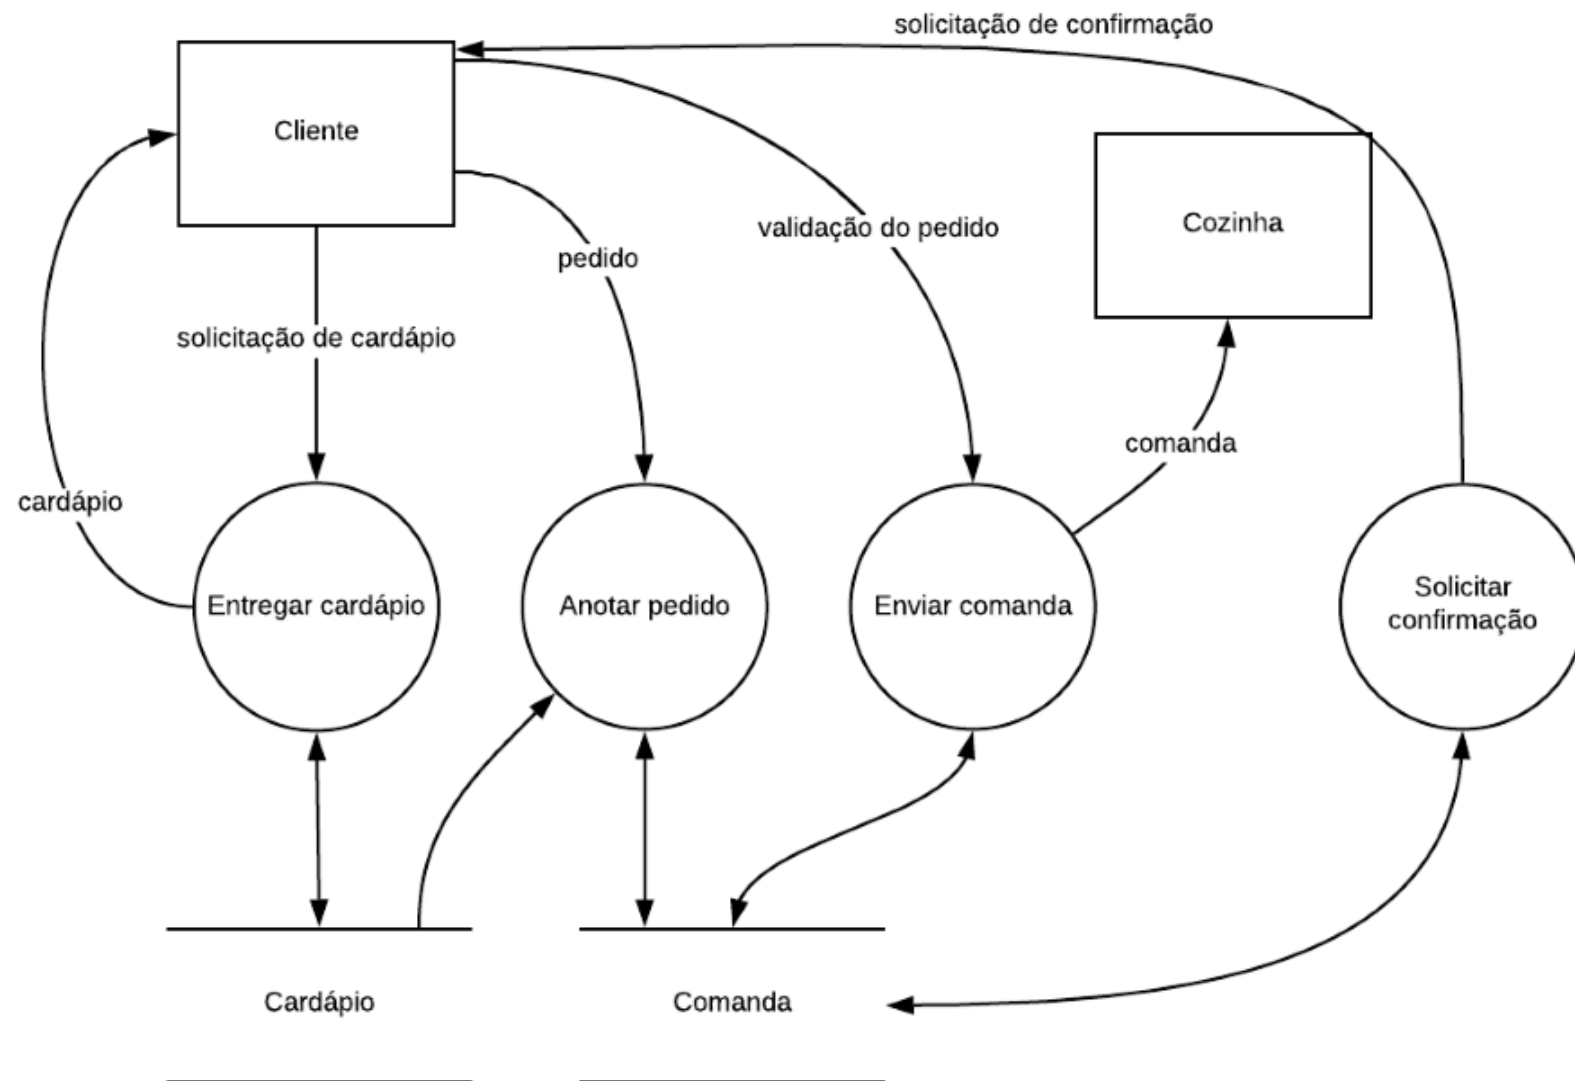 solicitação de confirmação
Cliente
Cozinha
validação do pedido
pedido
solicitação de cardápio
comanda
cardápio
Entregar cardápio
Anotar pedido
Enviar comanda
Solicitar
confirmação
Cardápio
Comanda